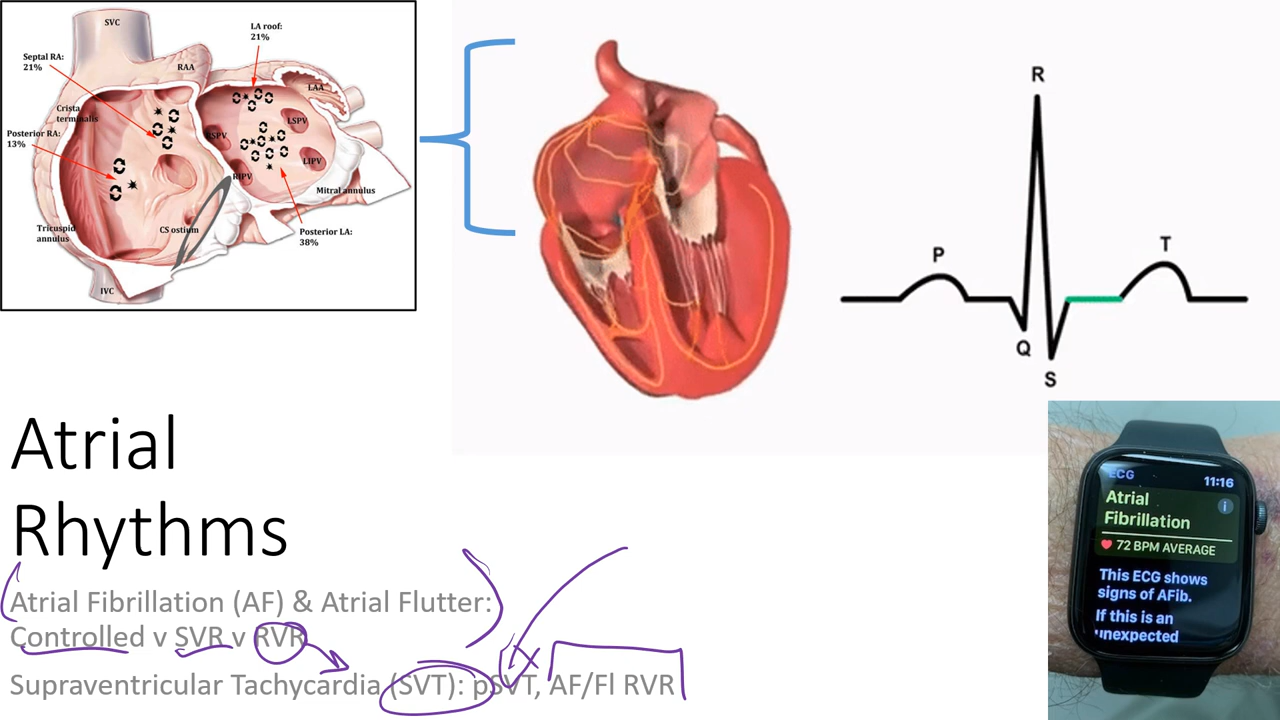 SVC
LA roof:
21%
Septal RA:
21%
RAA
LAA
Crista
terminalis
LSPV
Posterior RA:
13%
RSPV
LIPV
RIPV
Mitral annulus
Tricuspid
annulus
CS ostium
Posterior LA:
38%
IVC
R
P
T
Q
S
Atrial
Rhythms
Atrial Fibrillation (AF) & Atrial Flutter:
Controlled v SVR v RVR
Supraventricular Tachycardia (SVT): pSVT, AF/Fl RVR
ECG
11:16
Atrial
Fibrillation
72 BPM AVERAGE
This ECG shows
signs of AFib.
If this is an
unexpected